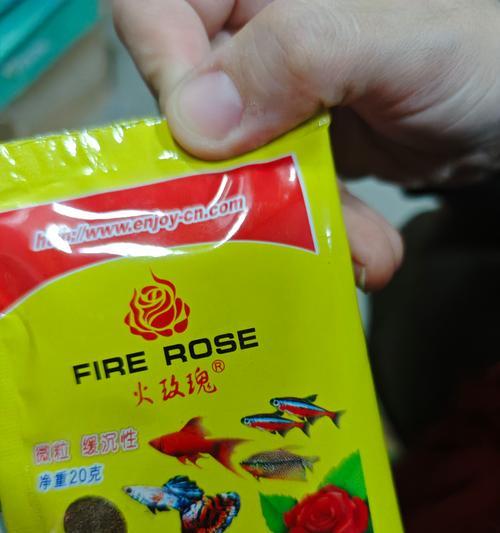 http://www.enjoy-cn.com
FIRE ROSE
火玫瑰®
微粒 缓沉性
净重20克